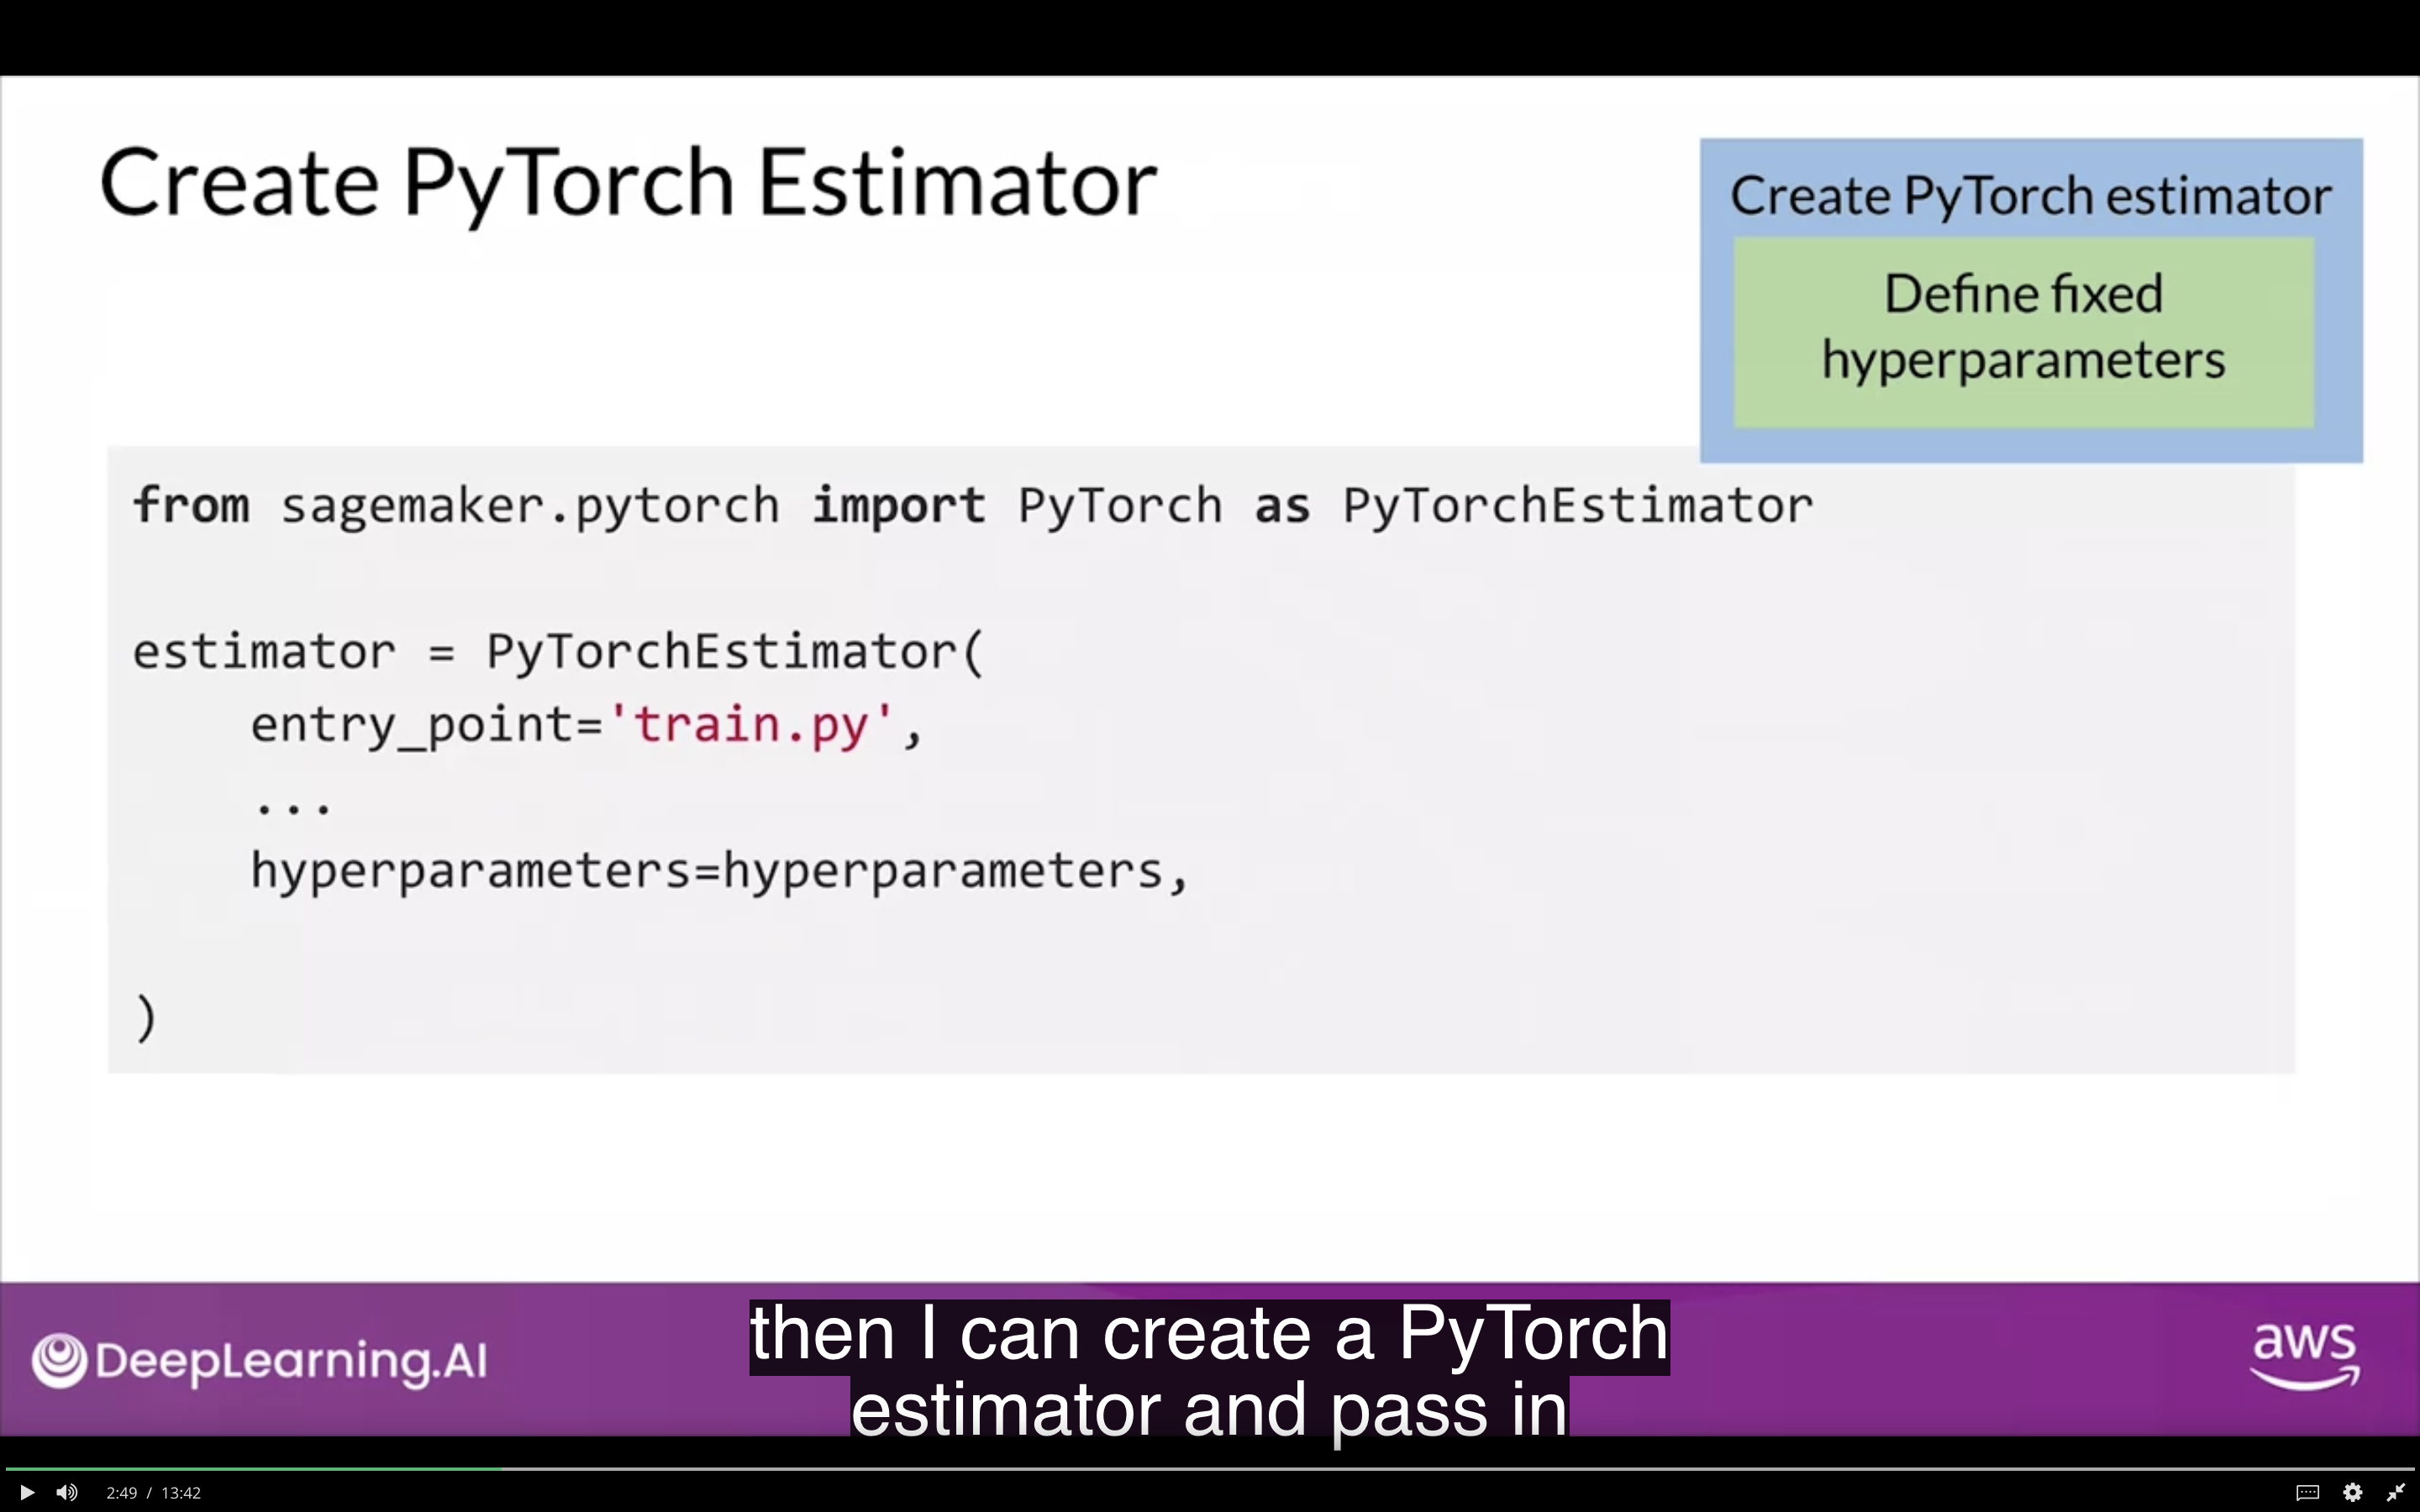 Create PyTorch Estimator
Create PyTorch estimator
Define fixed
hyperparameters
from sagemaker.pytorch import PyTorch as PyTorchEstimator
estimator = PyTorchEstimator(
    entry_point='train.py',
    ...
    hyperparameters=hyperparameters,
)
DeepLearning.AI
then I can create a PyTorch
estimator and pass in
aws
2:49 / 13:42